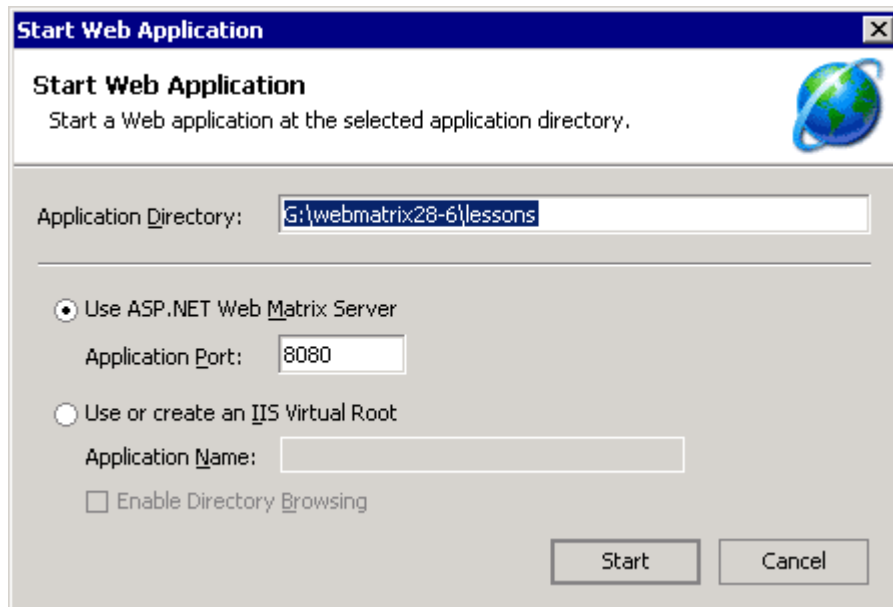 Start Web Application
Start Web Application
Start a Web application at the selected application directory.
Application Directory: G:\webmatrix28-6\lessons
Use ASP.NET Web Matrix Server
Application Port: 8080
Use or create an IIS Virtual Root
Application Name:
Enable Directory Browsing
Start Cancel